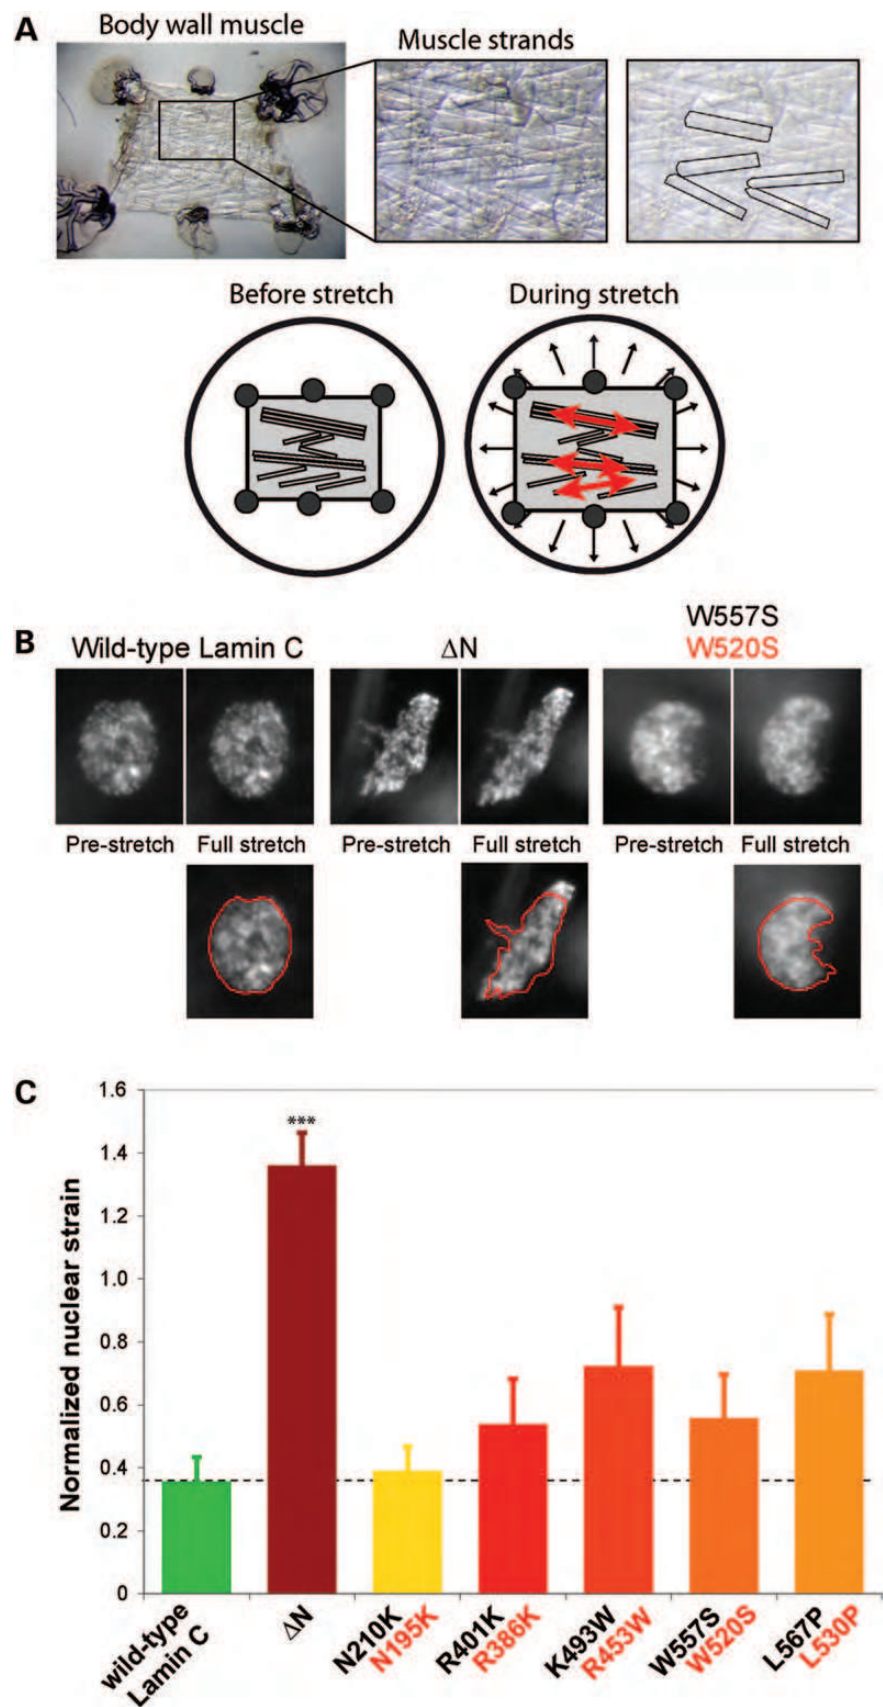 A
Body wall muscle
Muscle strands
Before stretch
During stretch
B
Wild-type Lamin C
ΔN
W557S
W520S
Pre-stretch
Full stretch
Pre-stretch
Full stretch
Pre-stretch
Full stretch
C
Normalized nuclear strain
1.6
1.4
1.2
1.0
0.8
0.6
0.4
0.2
0
***
wild-type
Lamin C
ΔN
N210K
N195K
R401K
R386K
K493W
R453W
W557S
W520S
L567P
L530P